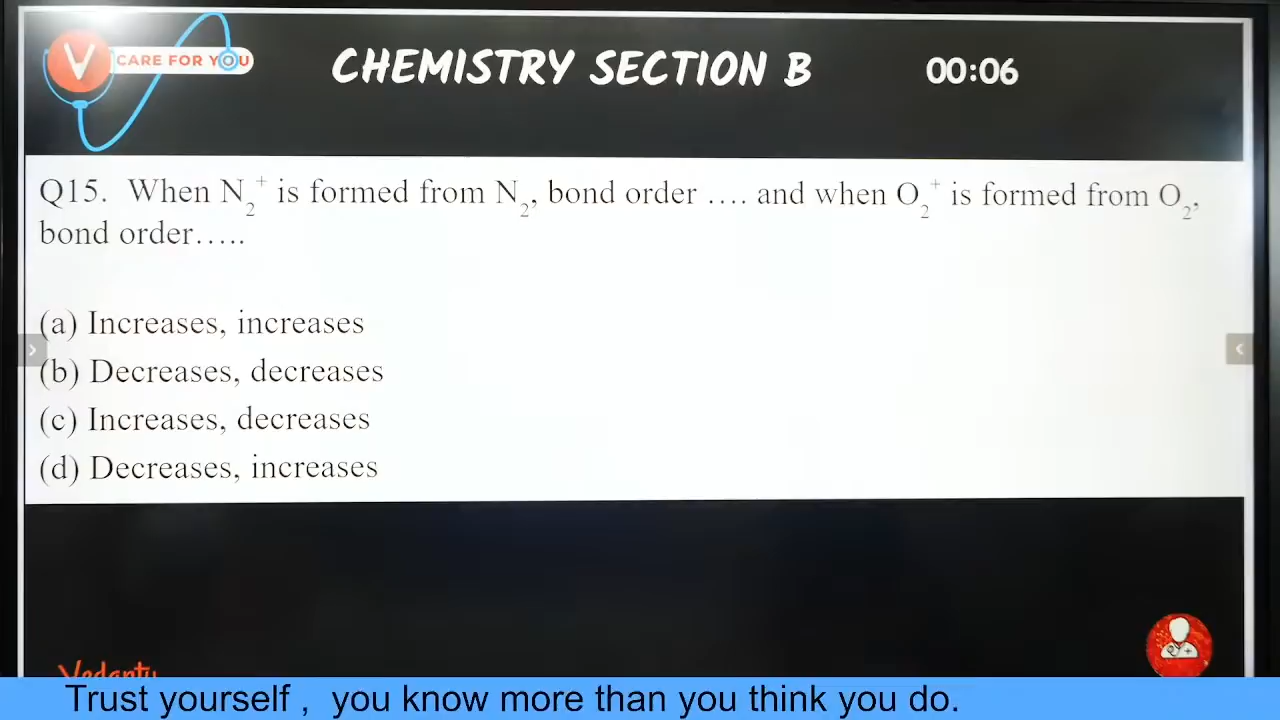 V CARE FOR YOU
CHEMISTRY SECTION B
00:06
Q15. When N₂⁺ is formed from N₂, bond order .... and when O₂⁺ is formed from O₂,
bond order.....
(a) Increases, increases
(b) Decreases, decreases
(c) Increases, decreases
(d) Decreases, increases
Trust yourself , you know more than you think you do.